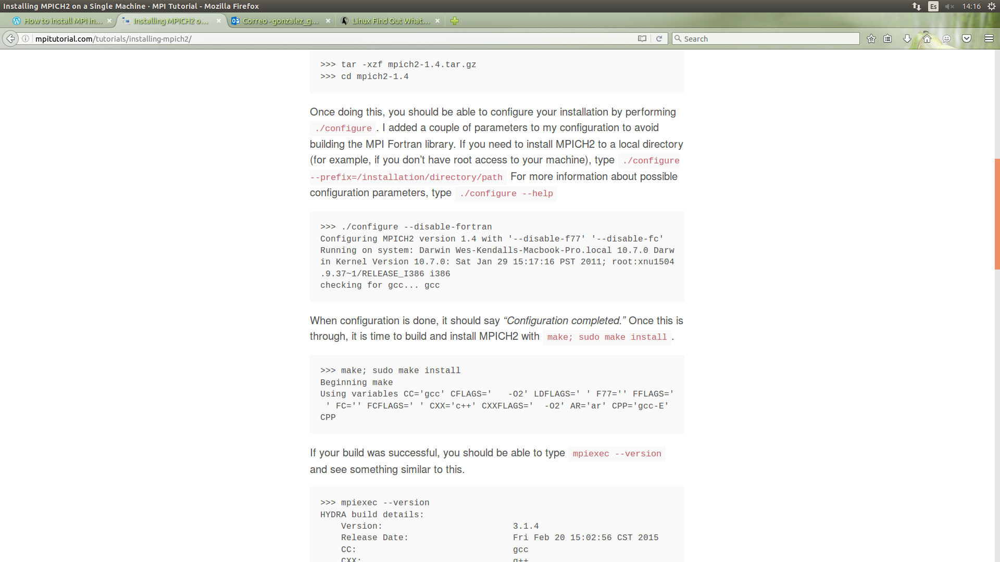 Installing MPICH2 on a Single Machine · MPI Tutorial - Mozilla Firefox
Es
14:16
How to install MPI in...
Installing MPICH2 o...
Correo - gonzalez_g...
Linux Find Out What...
mpitutorial.com/tutorials/installing-mpich2/
Search
>>> tar -xzf mpich2-1.4.tar.gz
>>> cd mpich2-1.4
Once doing this, you should be able to configure your installation by performing
./configure . I added a couple of parameters to my configuration to avoid
building the MPI Fortran library. If you need to install MPICH2 to a local directory
(for example, if you don’t have root access to your machine), type ./configure
--prefix=/installation/directory/path For more information about possible
configuration parameters, type ./configure --help
>>> ./configure --disable-fortran
Configuring MPICH2 version 1.4 with '--disable-f77' '--disable-fc'
Running on system: Darwin Wes-Kendalls-Macbook-Pro.local 10.7.0 Darw
in Kernel Version 10.7.0: Sat Jan 29 15:17:16 PST 2011; root:xnu1504
.9.37~1/RELEASE_I386 i386
checking for gcc... gcc
When configuration is done, it should say “Configuration completed.” Once this is
through, it is time to build and install MPICH2 with make; sudo make install .
>>> make; sudo make install
Beginning make
Using variables CC='gcc' CFLAGS='   -O2' LDFLAGS=' ' F77='' FFLAGS='
 ' FC='' FCFLAGS=' ' CXX='c++' CXXFLAGS='  -O2' AR='ar' CPP='gcc-E'
CPP
If your build was successful, you should be able to type mpiexec --version
and see something similar to this.
>>> mpiexec --version
HYDRA build details:
    Version:                         3.1.4
    Release Date:                    Fri Feb 20 15:02:56 CST 2015
    CC:                              gcc
    CXX:                             g++